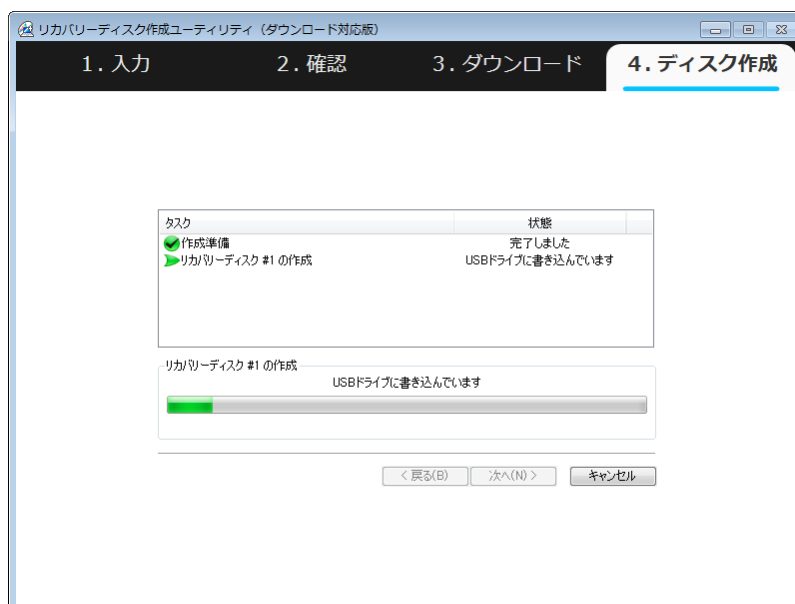 リカバリーディスク作成ユーティリティ（ダウンロード対応版）
1．入力 2．確認 3．ダウンロード 4．ディスク作成
タスク 状態
作成準備 完了しました
リカバリーディスク #1 の作成 USBドライブに書き込んでいます
リカバリーディスク #1 の作成
USBドライブに書き込んでいます
< 戻る(B) 次へ(N) > キャンセル